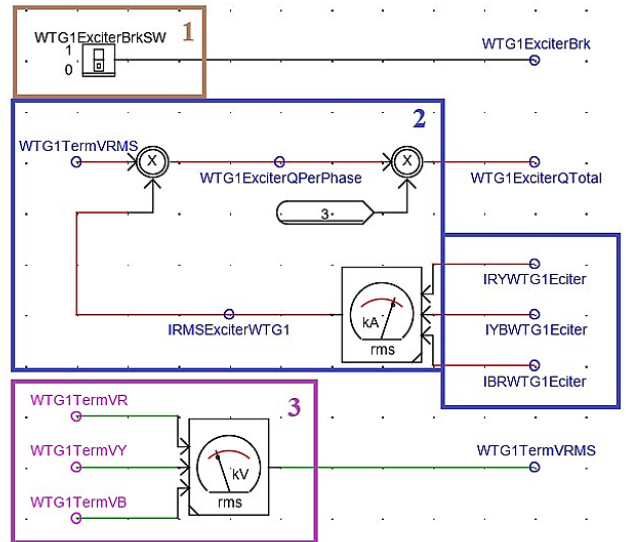 WTG1ExciterBrkSW
1
1
0
WTG1ExciterBrk
2
WTG1TermVRMS
X
X
WTG1ExciterQPerPhase
WTG1ExciterQTotal
3
IRYWTG1Eciter
IRMSExciterWTG1
kA
rms
IYBWTG1Eciter
IBRWTG1Eciter
3
WTG1TermVR
WTG1TermVY
WTG1TermVB
kV
rms
WTG1TermVRMS